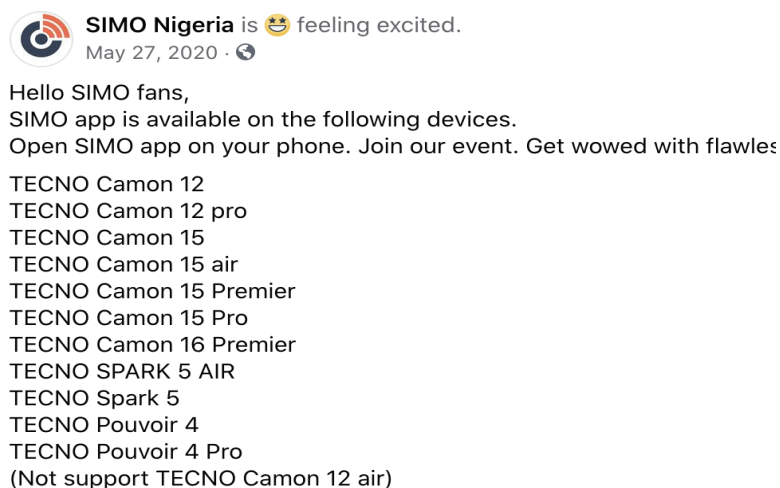 SIMO Nigeria is 🤩 feeling excited.
May 27, 2020 ·
Hello SIMO fans,
SIMO app is available on the following devices.
Open SIMO app on your phone. Join our event. Get wowed with flawles
TECNO Camon 12
TECNO Camon 12 pro
TECNO Camon 15
TECNO Camon 15 air
TECNO Camon 15 Premier
TECNO Camon 15 Pro
TECNO Camon 16 Premier
TECNO SPARK 5 AIR
TECNO Spark 5
TECNO Pouvoir 4
TECNO Pouvoir 4 Pro
(Not support TECNO Camon 12 air)